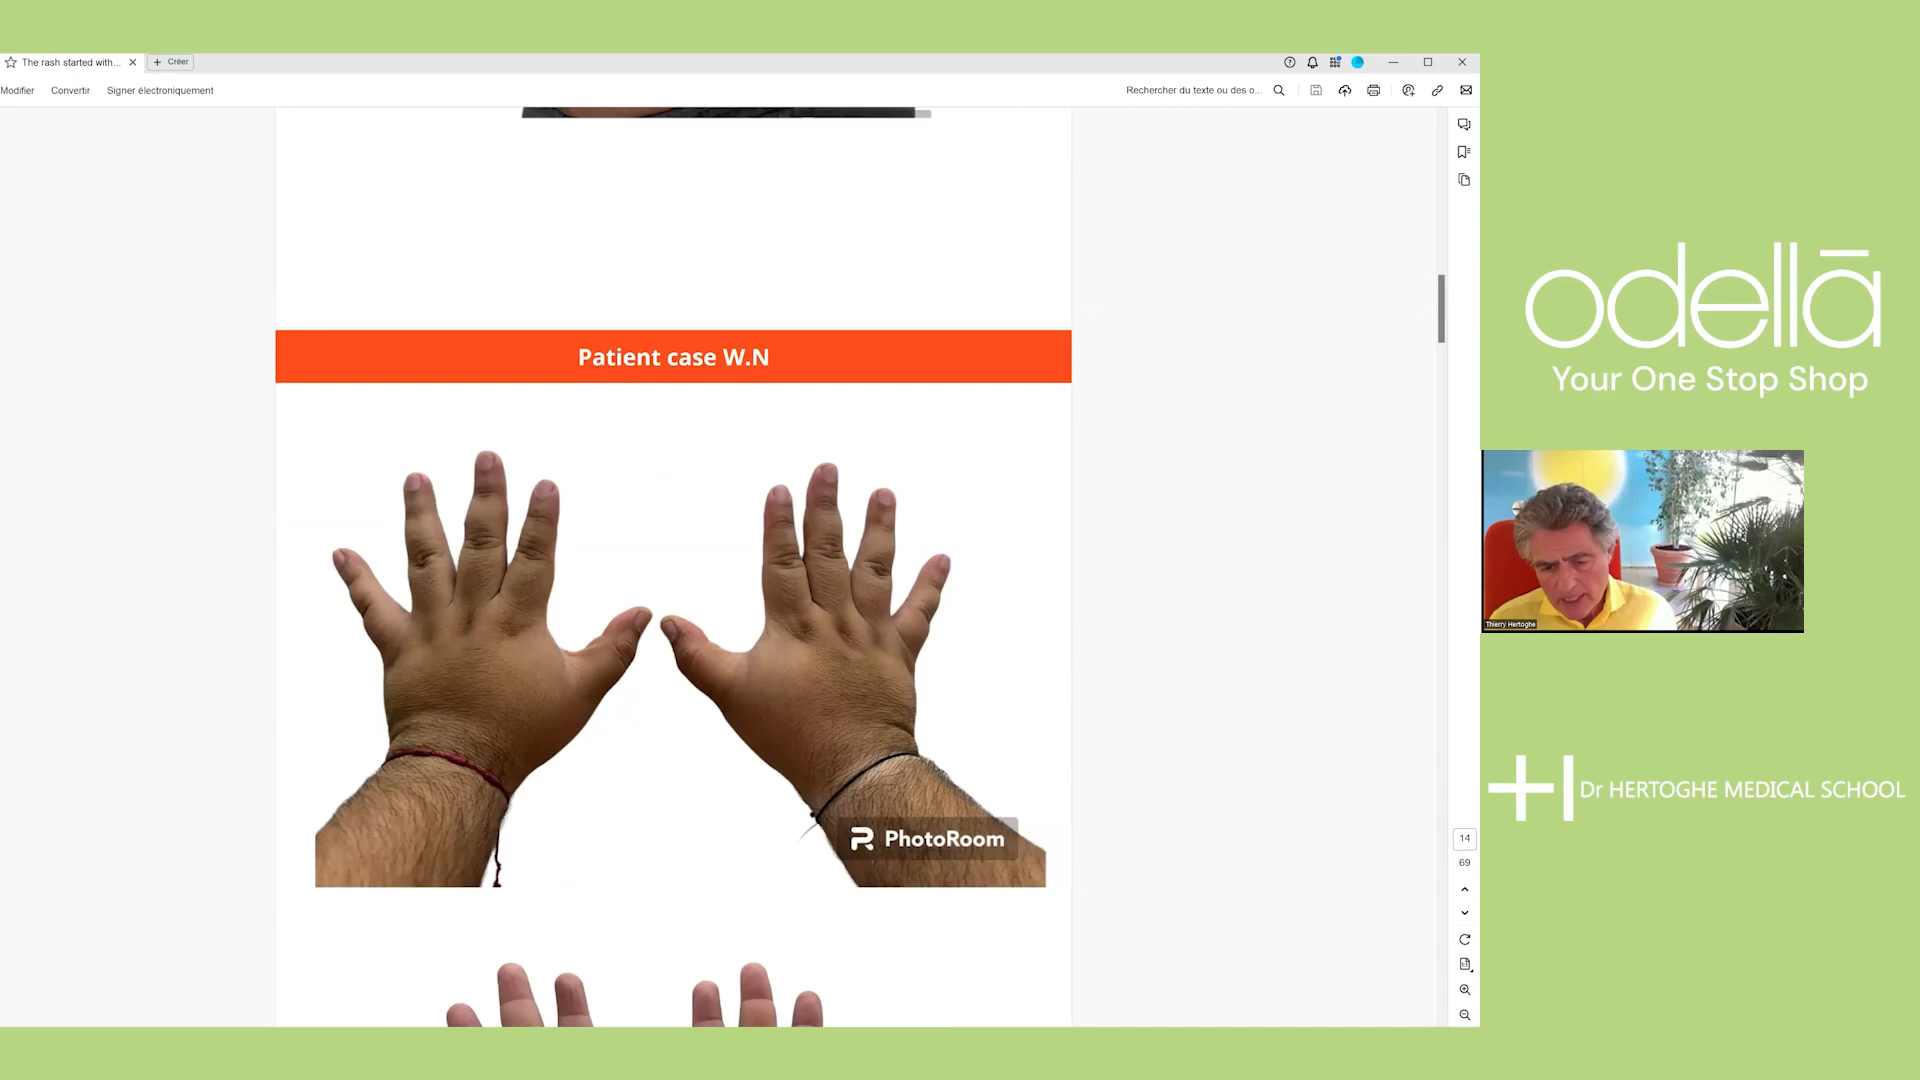 The rash started with...
Créer
Modifier
Convertir
Signer électroniquement
Rechercher du texte ou des o...
Patient case W.N
PhotoRoom
14
69
odellā
Your One Stop Shop
Thierry Hertoghe
Dr HERTOGHE MEDICAL SCHOOL